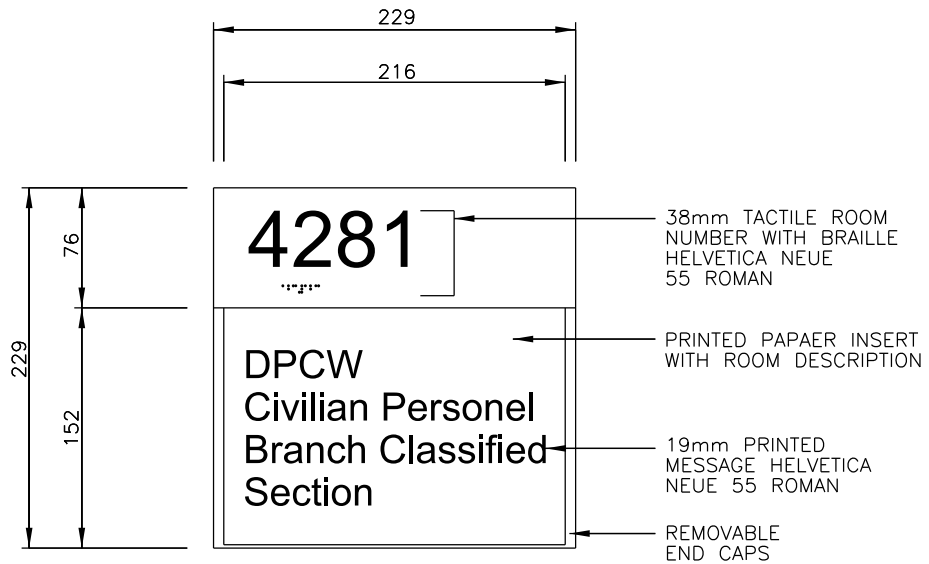 229
216
4281
76
229
152
38mm TACTILE ROOM
NUMBER WITH BRAILLE
HELVETICA NEUE
55 ROMAN
PRINTED PAPAER INSERT
WITH ROOM DESCRIPTION
DPCW
Civilian Personel
Branch Classified
Section
19mm PRINTED
MESSAGE HELVETICA
NEUE 55 ROMAN
REMOVABLE
END CAPS